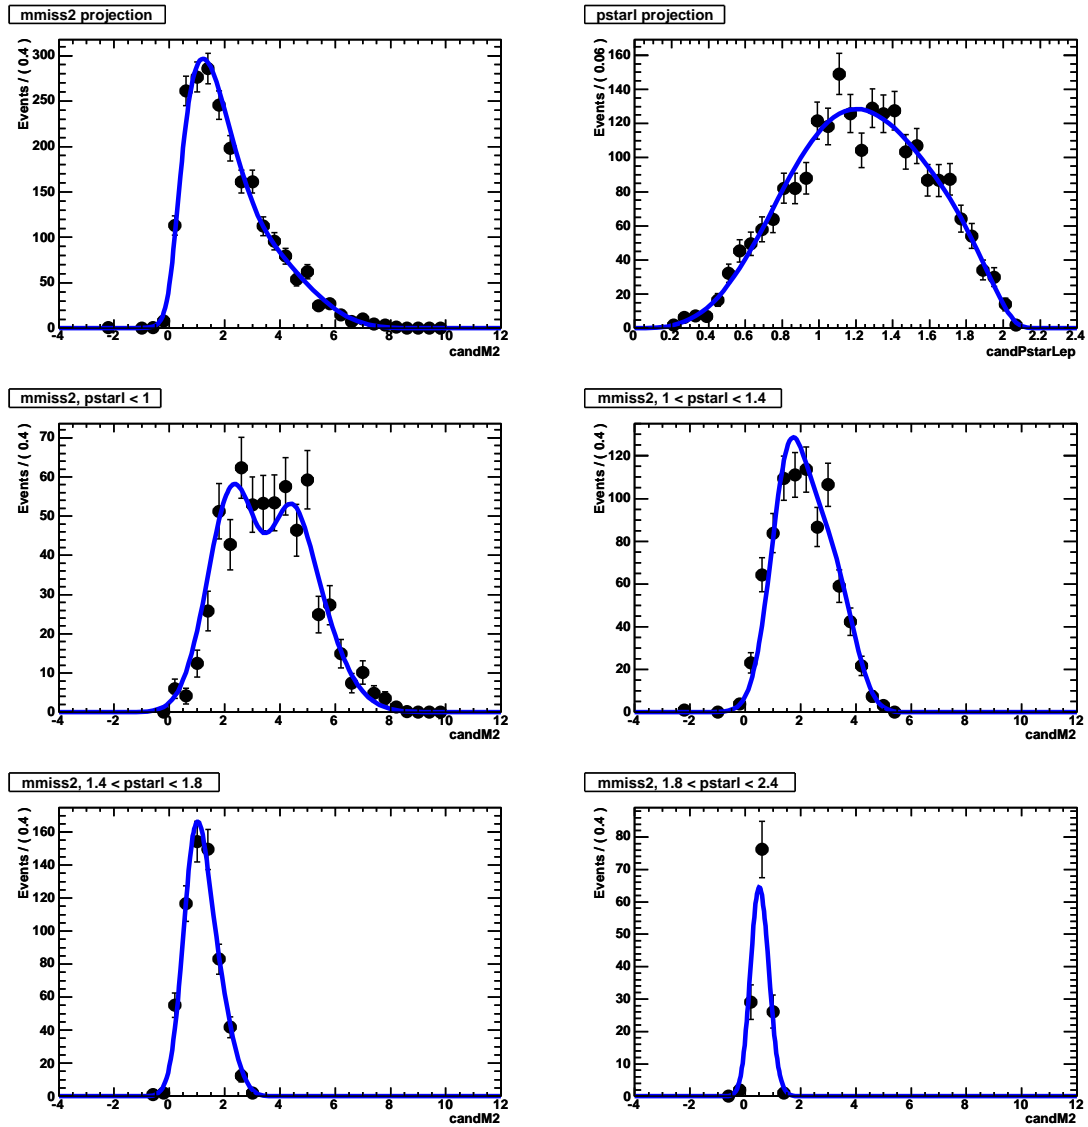 mmiss2 projection
Events / ( 0.4 )
300
250
200
150
100
50
0
-4 -2 0 2 4 6 8 10 12
candM2
pstarl projection
Events / ( 0.06 )
160
140
120
100
80
60
40
20
0
0 0.2 0.4 0.6 0.8 1 1.2 1.4 1.6 1.8 2 2.2 2.4
candPstarLep
mmiss2, pstarl < 1
Events / ( 0.4 )
70
60
50
40
30
20
10
0
-4 -2 0 2 4 6 8 10 12
candM2
mmiss2, 1 < pstarl < 1.4
Events / ( 0.4 )
120
100
80
60
40
20
0
-4 -2 0 2 4 6 8 10 12
candM2
mmiss2, 1.4 < pstarl < 1.8
Events / ( 0.4 )
160
140
120
100
80
60
40
20
0
-4 -2 0 2 4 6 8 10 12
candM2
mmiss2, 1.8 < pstarl < 2.4
Events / ( 0.4 )
80
70
60
50
40
30
20
10
0
-4 -2 0 2 4 6 8 10 12
candM2